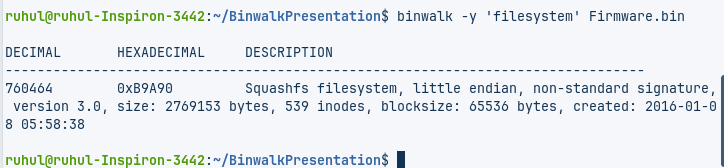 ruhul@ruhul-Inspiron-3442:~/BinwalkPresentation$ binwalk -y 'filesystem' Firmware.bin
DECIMAL       HEXADECIMAL     DESCRIPTION
--------------------------------------------------------------------------------
760464        0xB9A90         Squashfs filesystem, little endian, non-standard signature,
 version 3.0, size: 2769153 bytes, 539 inodes, blocksize: 65536 bytes, created: 2016-01-0
8 05:58:38
ruhul@ruhul-Inspiron-3442:~/BinwalkPresentation$